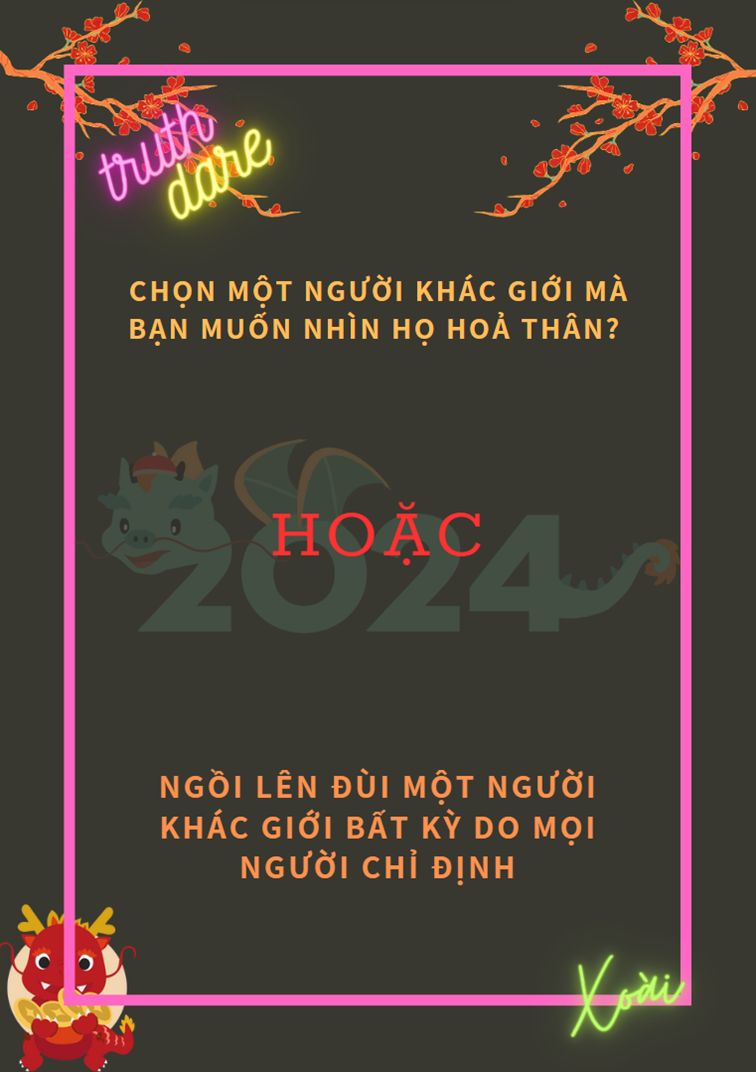 truth
dare
CHỌN MỘT NGƯỜI KHÁC GIỚI MÀ
BẠN MUỐN NHÌN HỌ HOẢ THÂN?
HOẶC
2024
NGỒI LÊN ĐÙI MỘT NGƯỜI
KHÁC GIỚI BẤT KỲ DO MỌI
NGƯỜI CHỈ ĐỊNH
Xoài